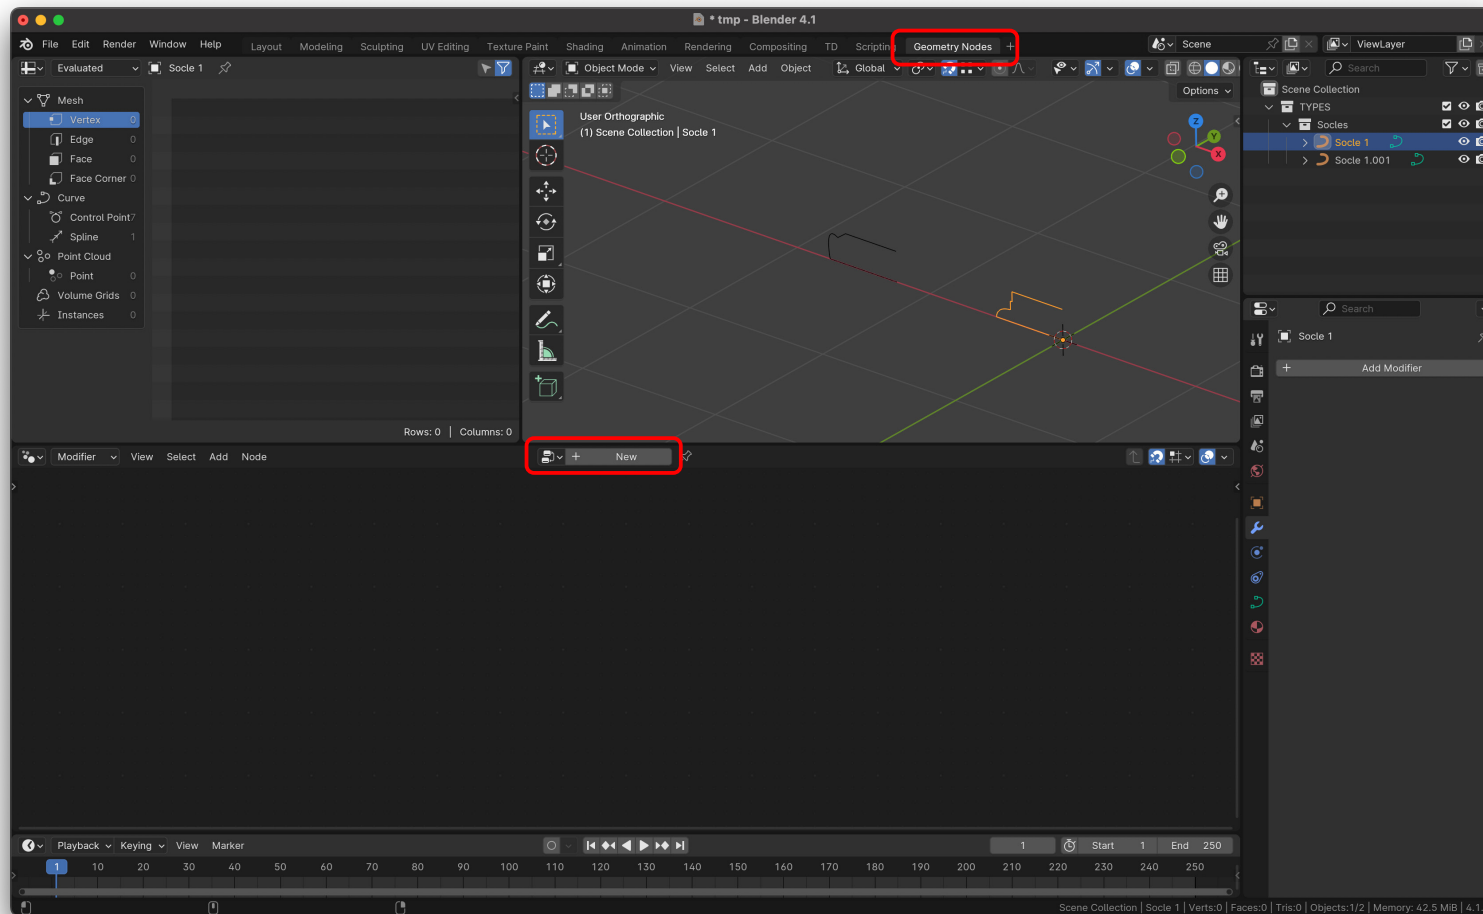 * tmp - Blender 4.1
File Edit Render Window Help Layout Modeling Sculpting UV Editing Texture Paint Shading Animation Rendering Compositing TD Scripting Geometry Nodes + Scene ViewLayer
Evaluated Socle 1
Object Mode View Select Add Object Global
Search
Options
Mesh
Vertex 0
Edge 0
Face 0
Face Corner 0
Curve
Control Point 7
Spline 1
Point Cloud
Point 0
Volume Grids 0
Instances 0
Rows: 0 | Columns: 0
User Orthographic
(1) Scene Collection | Socle 1
Z
Y
X
Scene Collection
TYPES
Socles
Socle 1
Socle 1.001
Search
Socle 1
+ Add Modifier
Modifier View Select Add Node
+ New
Playback Keying View Marker
1 Start 1 End 250
1 10 20 30 40 50 60 70 80 90 100 110 120 130 140 150 160 170 180 190 200 210 220 230 240 250
Scene Collection | Socle 1 | Verts:0 | Faces:0 | Tris:0 | Objects:1/2 | Memory: 42.5 MiB | 4.1